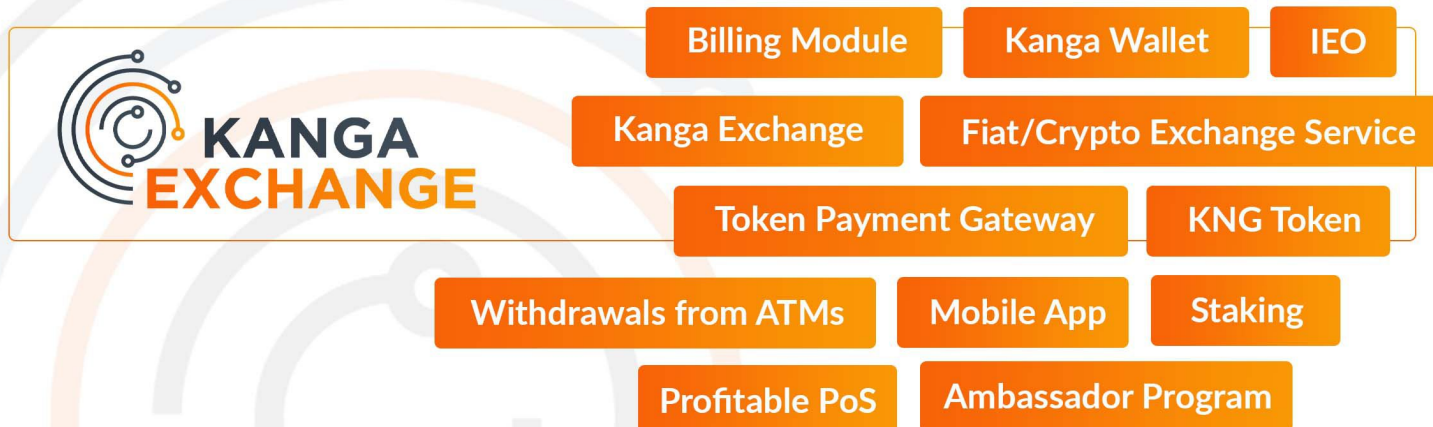 KANGA
EXCHANGE
Billing Module
Kanga Wallet
IEO
Kanga Exchange
Fiat/Crypto Exchange Service
Token Payment Gateway
KNG Token
Withdrawals from ATMs
Mobile App
Staking
Profitable PoS
Ambassador Program